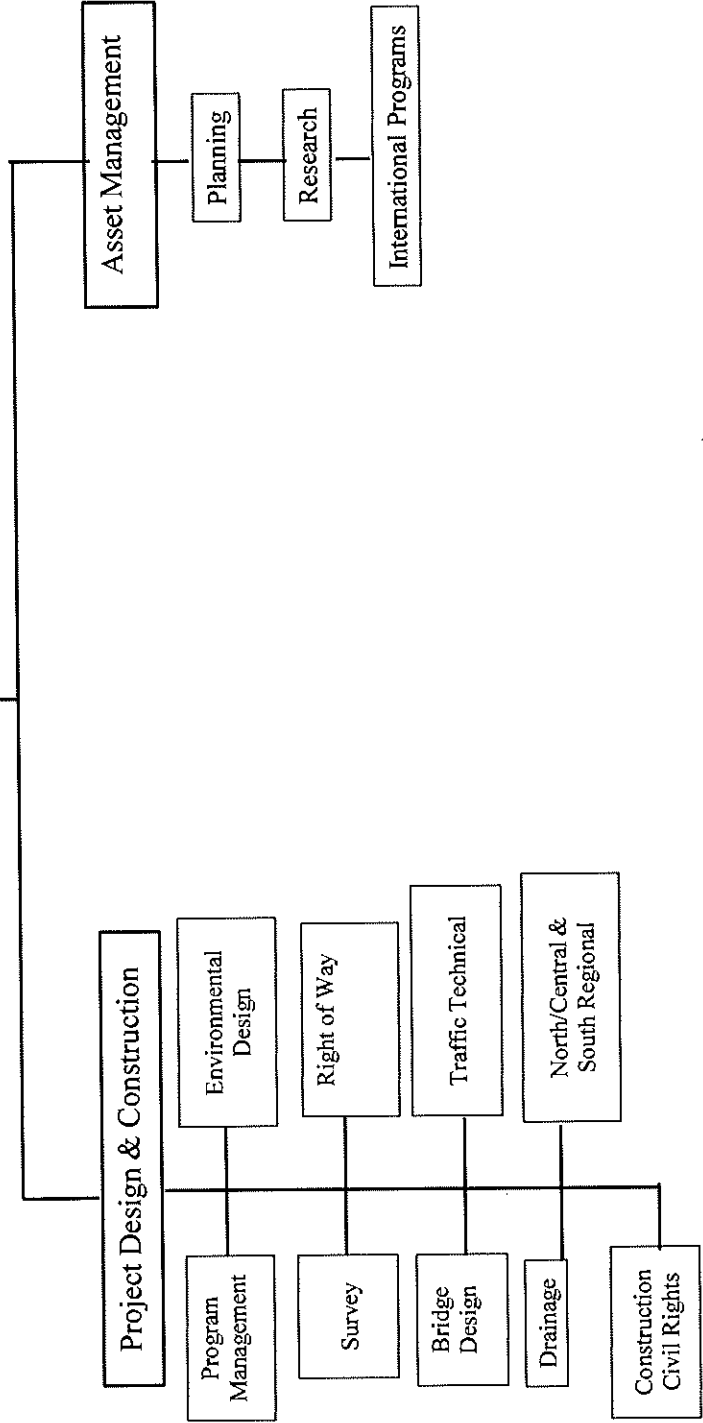 Project Design & Construction
Program
Management
Environmental
Design
Survey
Right of Way
Bridge
Design
Traffic Technical
Drainage
North/Central &
South Regional
Construction
Civil Rights
Asset Management
Planning
Research
International Programs